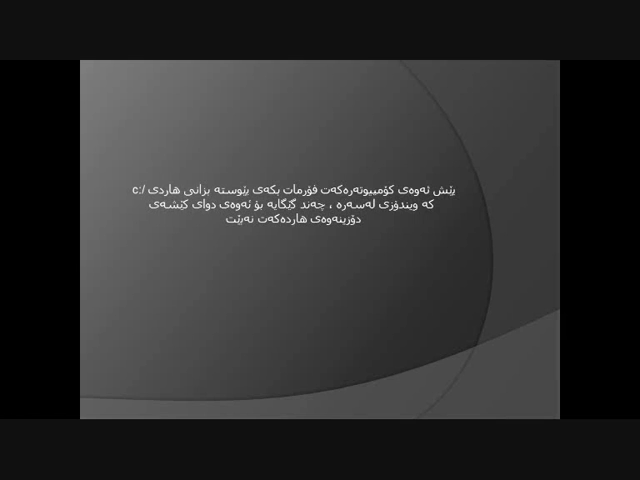 پێش ئەوەی کۆمپیوتەرەکەت فۆرمات بکەی پێوستە بزانی هاردی c:/
کە ویندۆزی لەسەرە ، چەند گێگایە بۆ ئەوەی دوای کێشەی
دۆزینەوەی هاردەکەت نەبێت